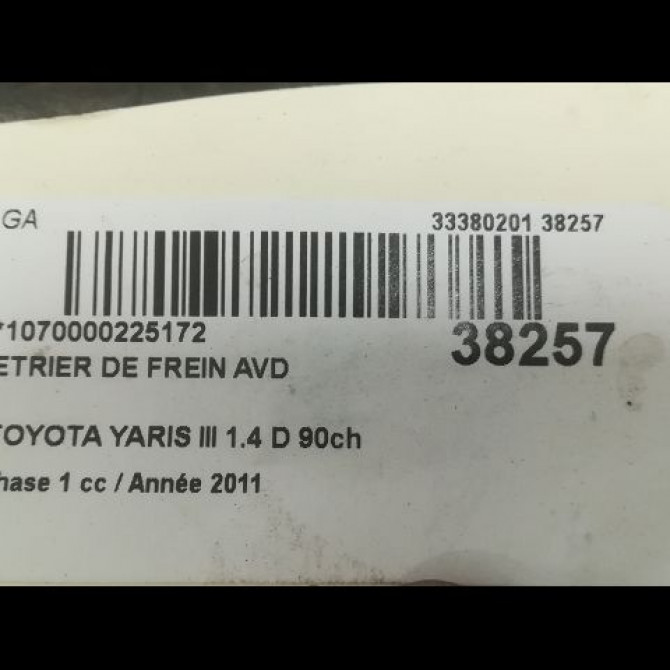 GA
33380201 38257
71070000225172
38257
ETRIER DE FREIN AVD
TOYOTA YARIS III 1.4 D 90ch
hase 1 cc / Année 2011